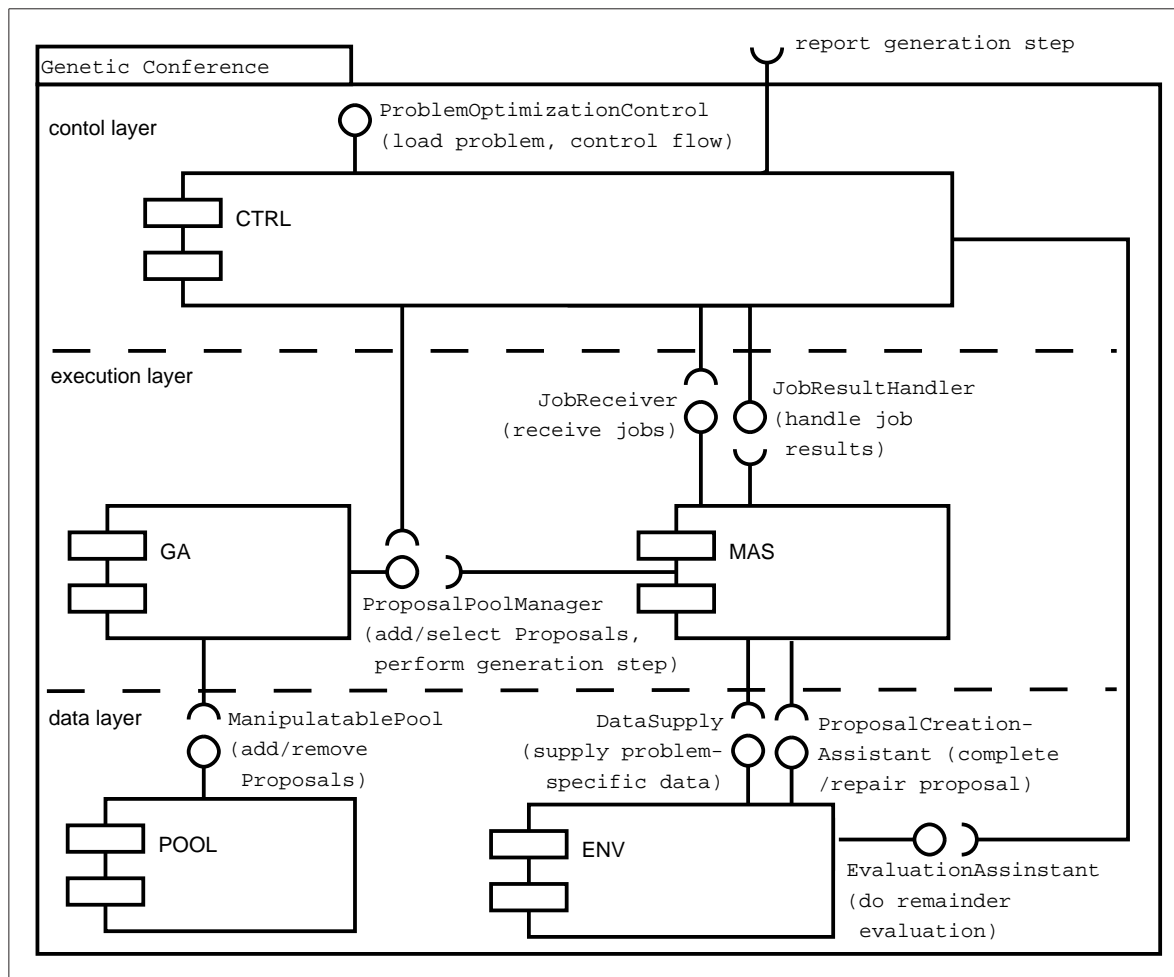 report generation step
Genetic Conference
ProblemOptimizationControl
(load problem, control flow)
contol layer
CTRL
execution layer
JobReceiver
(receive jobs)
JobResultHandler
(handle job
results)
GA
MAS
ProposalPoolManager
(add/select Proposals,
perform generation step)
data layer
ManipulatablePool
(add/remove
Proposals)
DataSupply
(supply problem-
specific data)
ProposalCreation-
Assistant (complete
/repair proposal)
POOL
ENV
EvaluationAssinstant
(do remainder
evaluation)